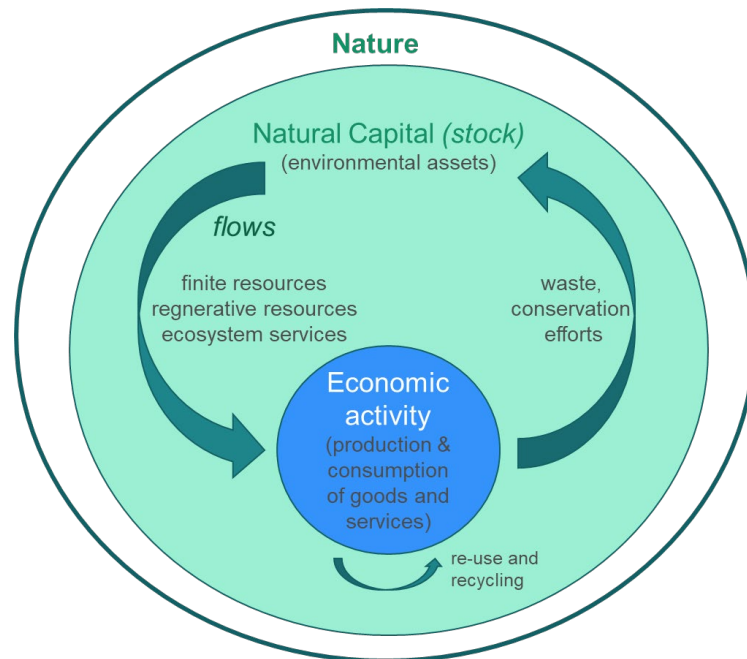 Nature
Natural Capital (stock)
(environmental assets)
flows
finite resources
regnerative resources
ecosystem services
waste,
conservation
efforts
Economic
activity
(production &
consumption
of goods and
services)
re-use and
recycling